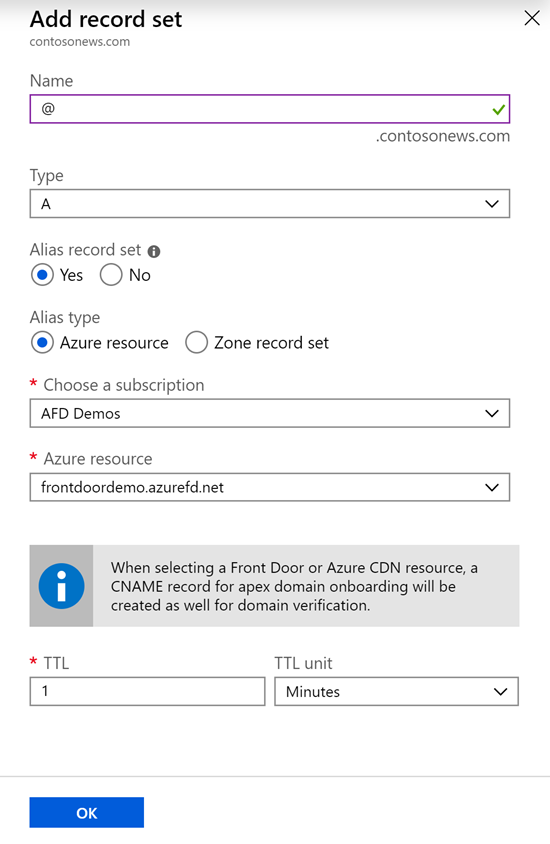 Add record set
contosonews.com
Name
@
.contosonews.com
Type
A
Alias record set
Yes No
Alias type
Azure resource Zone record set
* Choose a subscription
AFD Demos
* Azure resource
frontdoordemo.azurefd.net
When selecting a Front Door or Azure CDN resource, a
CNAME record for apex domain onboarding will be
created as well for domain verification.
* TTL TTL unit
1 Minutes
OK